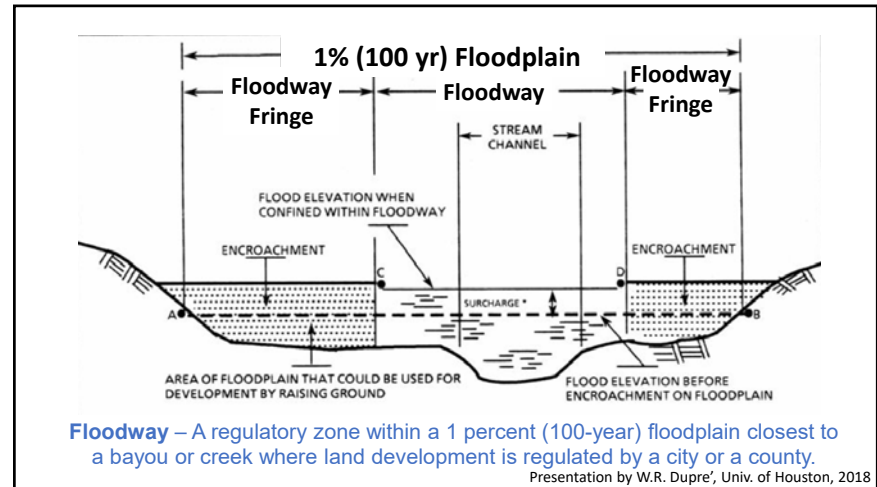 1% (100 yr) Floodplain
Floodway
Fringe
Floodway
Floodway
Fringe
STREAM
CHANNEL
FLOOD ELEVATION WHEN
CONFINED WITHIN FLOODWAY
ENCROACHMENT
ENCROACHMENT
C
D
SURCHARGE *
A
B
AREA OF FLOODPLAIN THAT COULD BE USED FOR
DEVELOPMENT BY RAISING GROUND
FLOOD ELEVATION BEFORE
ENCROACHMENT ON FLOODPLAIN
Floodway – A regulatory zone within a 1 percent (100-year) floodplain closest to
a bayou or creek where land development is regulated by a city or a county.
Presentation by W.R. Dupre’, Univ. of Houston, 2018